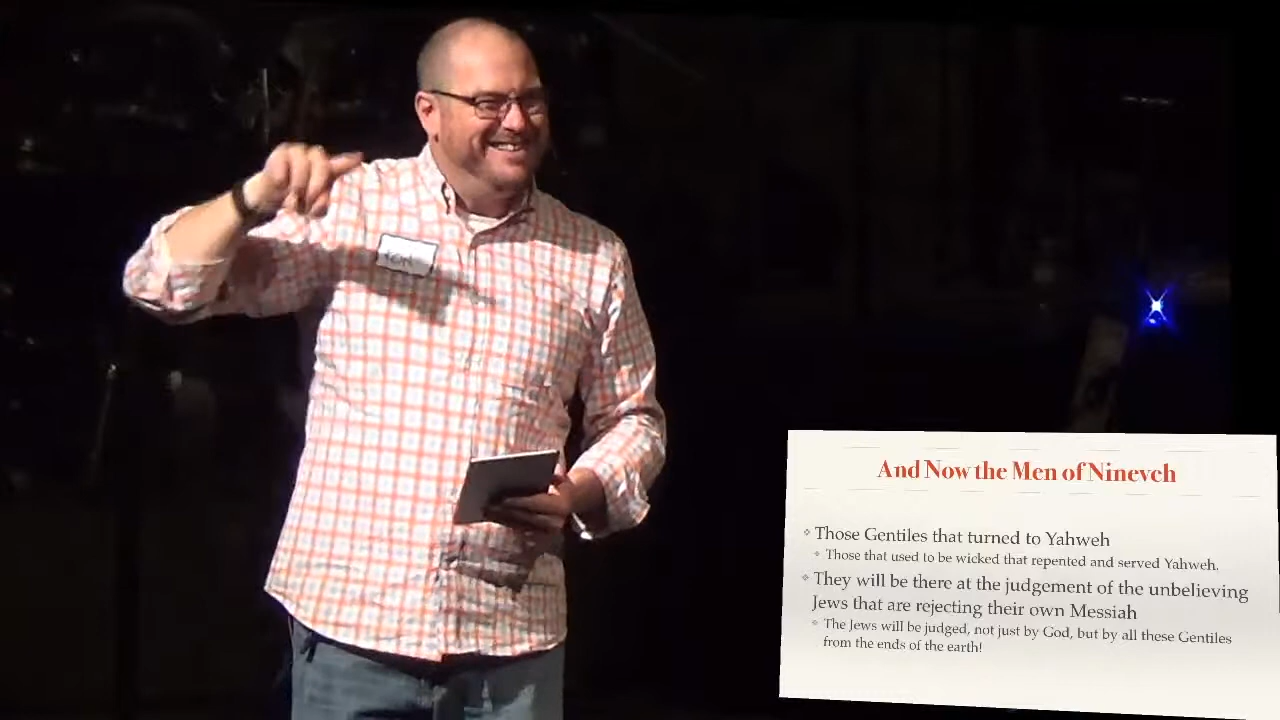 And Now the Men of Nineveh
Those Gentiles that turned to Yahweh
Those that used to be wicked that repented and served Yahweh.
They will be there at the judgement of the unbelieving
Jews that are rejecting their own Messiah
The Jews will be judged, not just by God, but by all these Gentiles
from the ends of the earth!